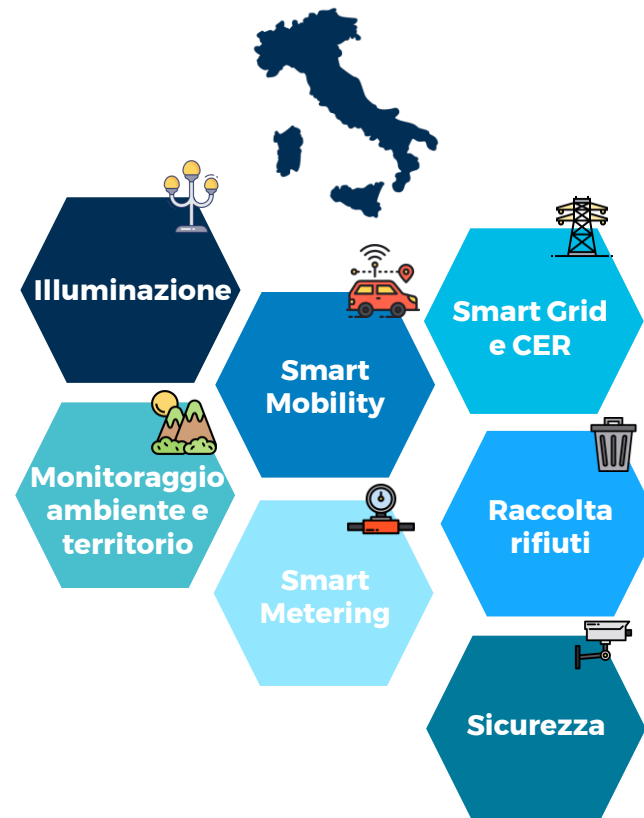 Illuminazione
Smart Grid
e CER
Smart
Mobility
Monitoraggio
ambiente e
territorio
Raccolta
rifiuti
Smart
Metering
Sicurezza